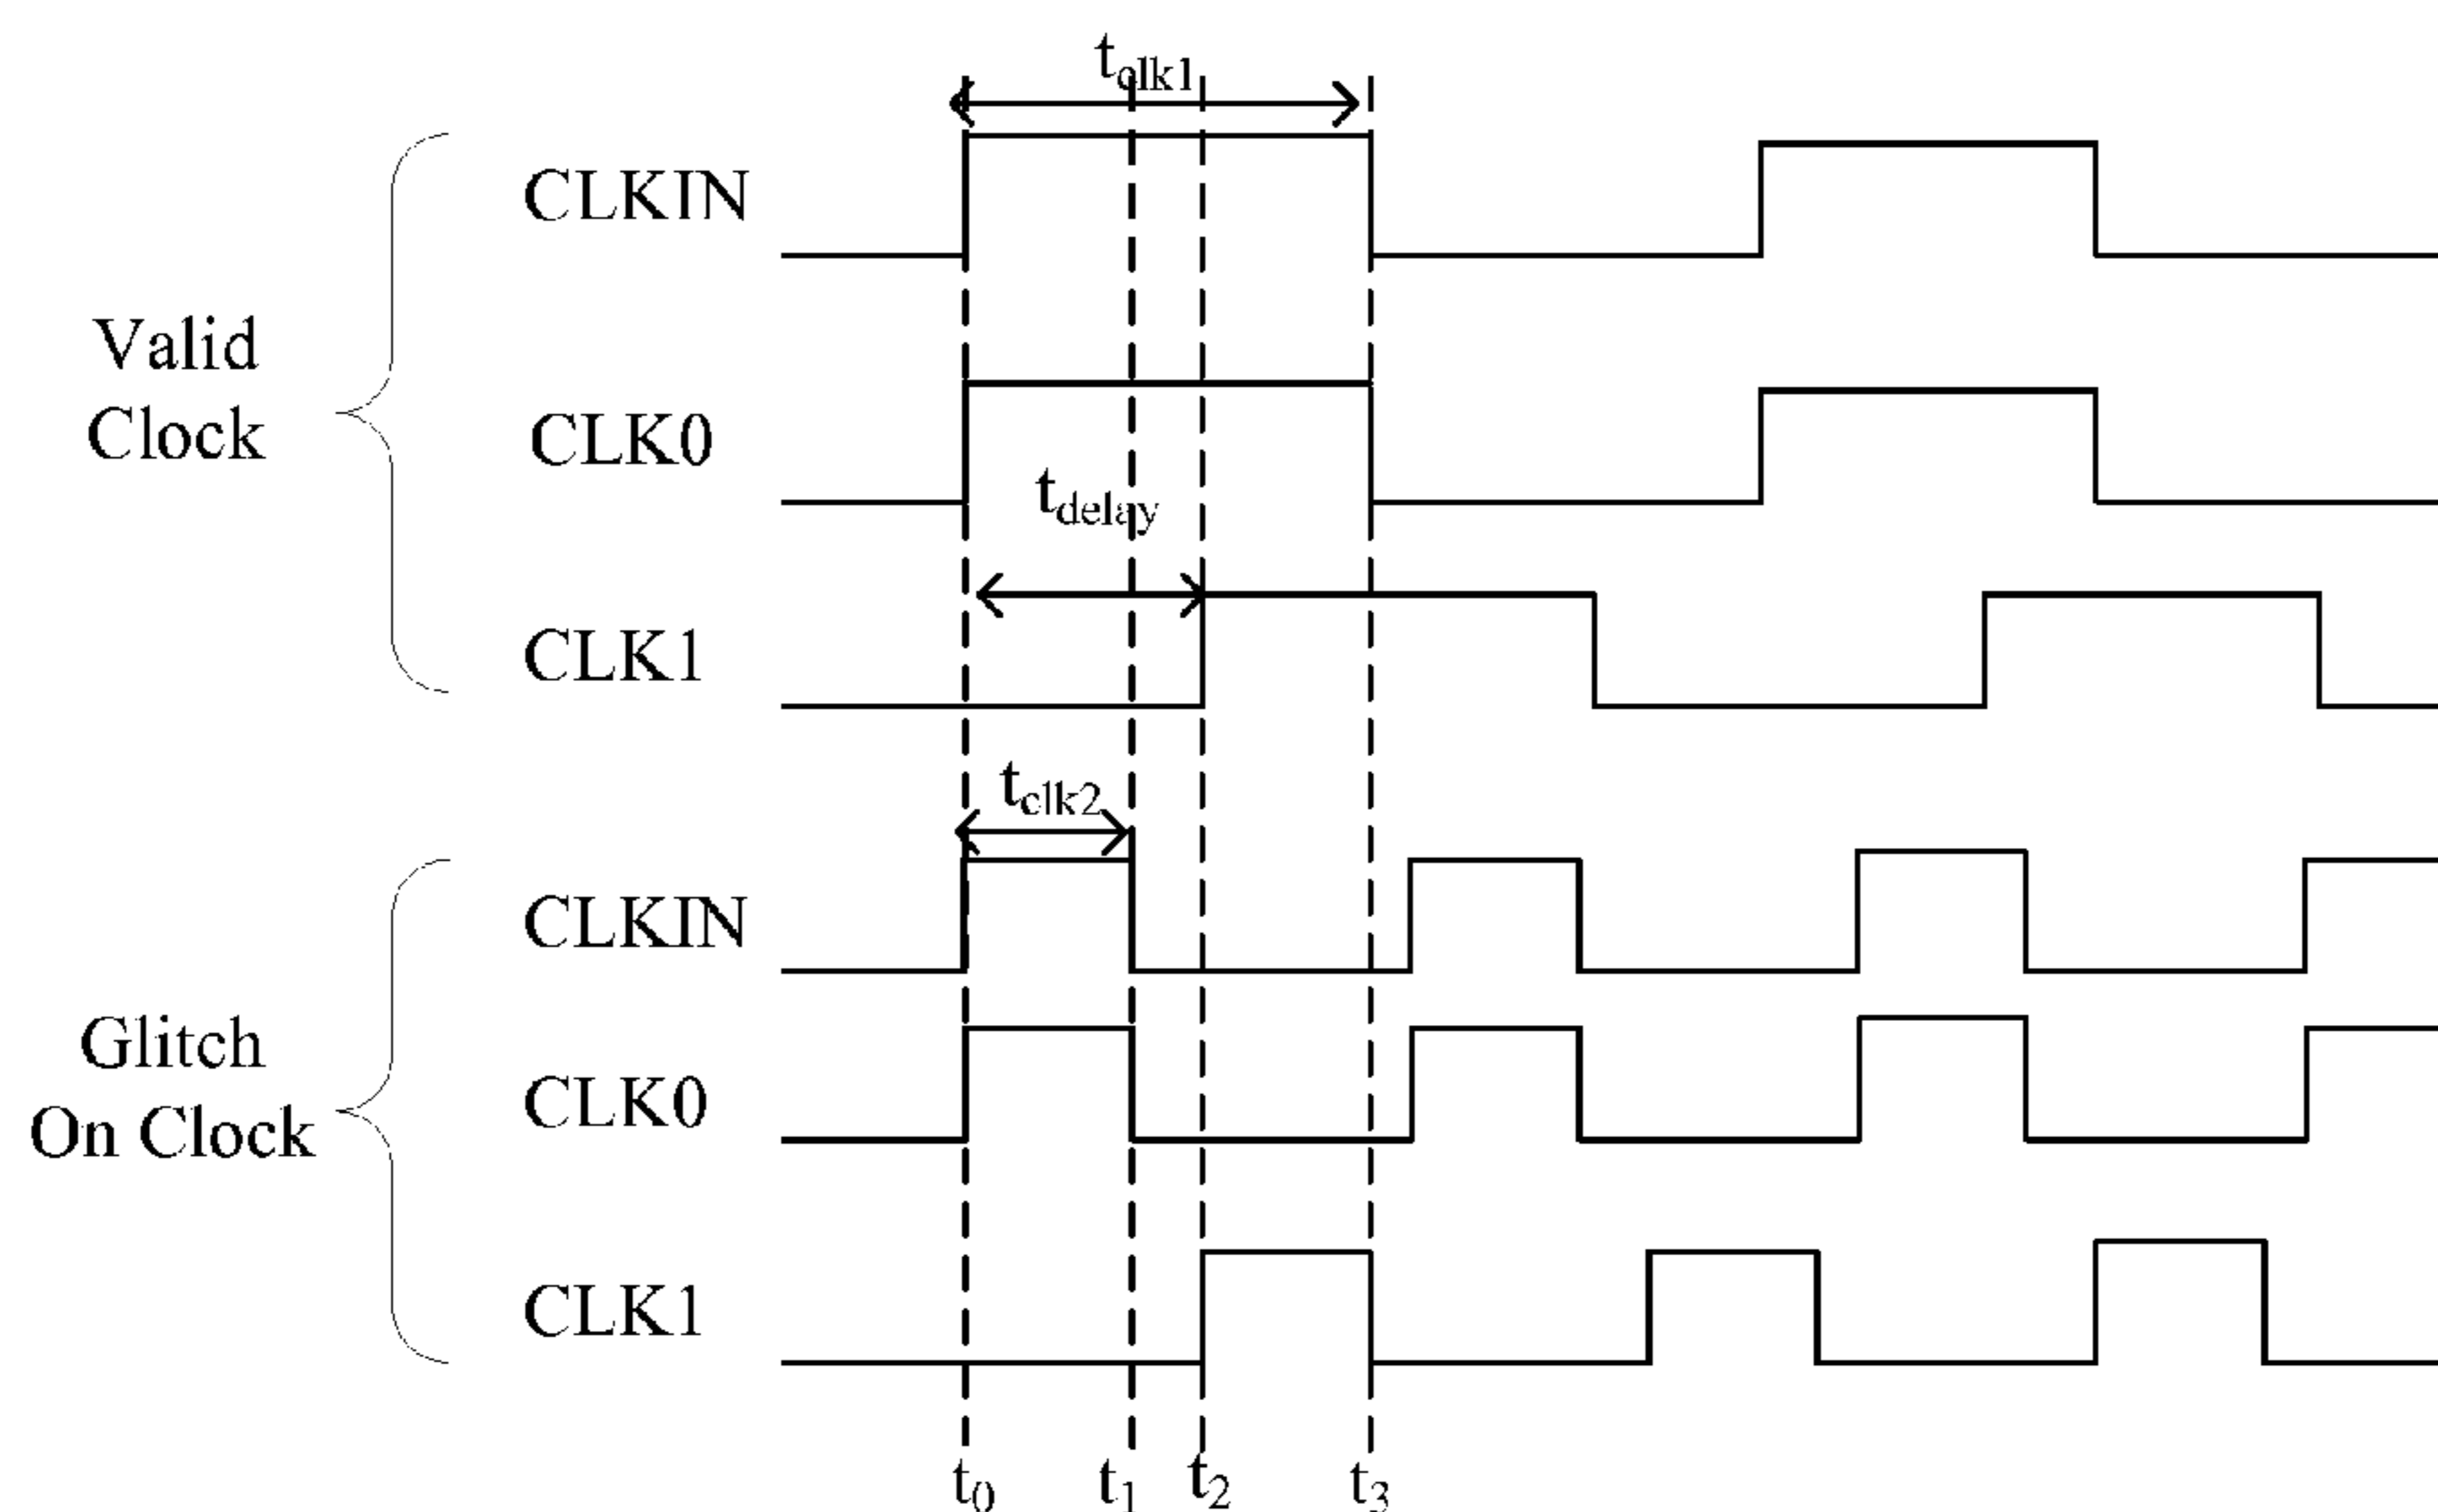 tclk1
CLKIN
Valid
Clock
CLK0
tdelay
CLK1
tclk2
CLKIN
Glitch
On Clock
CLK0
CLK1
t0 t1 t2 t3